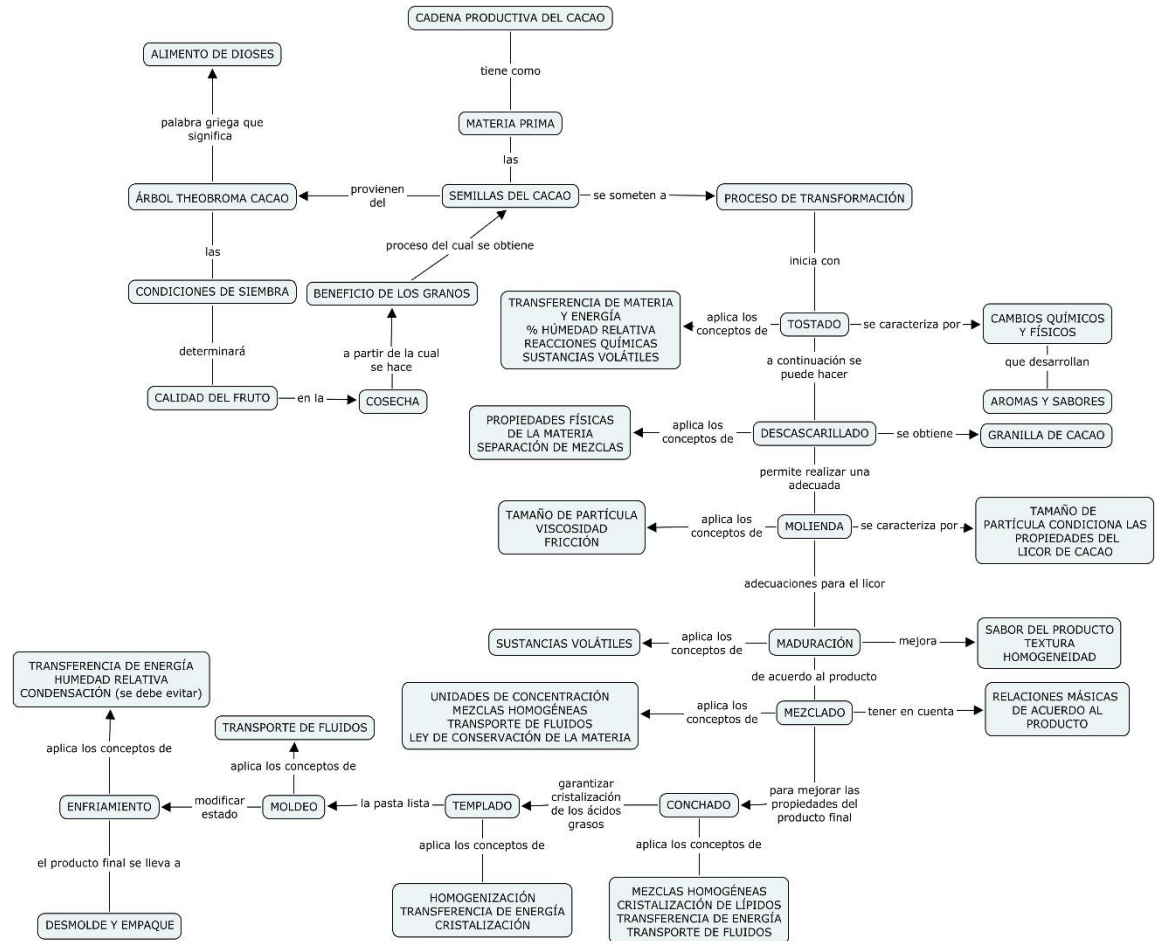 CADENA PRODUCTIVA DEL CACAO
ALIMENTO DE DIOSES
tiene como
palabra griega que
significa
MATERIA PRIMA
las
ÁRBOL THEOBROMA CACAO
provienen
del
SEMILLAS DEL CACAO
se someten a
PROCESO DE TRANSFORMACIÓN
las
proceso del cual se obtiene
inicia con
CONDICIONES DE SIEMBRA
BENEFICIO DE LOS GRANOS
determinará
a partir de la cual
se hace
CALIDAD DEL FRUTO
en la
COSECHA
TRANSFERENCIA DE MATERIA
Y ENERGÍA
% HÚMEDAD RELATIVA
REACCIONES QUÍMICAS
SUSTANCIAS VOLÁTILES
aplica los
conceptos de
TOSTADO
se caracteriza por
CAMBIOS QUÍMICOS
Y FÍSICOS
a continuación se
puede hacer
que desarrollan
AROMAS Y SABORES
PROPIEDADES FÍSICAS
DE LA MATERIA
SEPARACIÓN DE MEZCLAS
aplica los
conceptos de
DESCASCARILLADO
se obtiene
GRANILLA DE CACAO
permite realizar una
adecuada
TAMAÑO DE PARTÍCULA
VISCOSIDAD
FRICCIÓN
aplica los
conceptos de
MOLIENDA
se caracteriza por
TAMAÑO DE
PARTÍCULA CONDICIONA LAS
PROPIEDADES DEL
LICOR DE CACAO
adecuaciones para el licor
SUSTANCIAS VOLÁTILES
aplica los
conceptos de
MADURACIÓN
mejora
SABOR DEL PRODUCTO
TEXTURA
HOMOGENEIDAD
de acuerdo al producto
UNIDADES DE CONCENTRACIÓN
MEZCLAS HOMOGÉNEAS
TRANSPORTE DE FLUIDOS
LEY DE CONSERVACIÓN DE LA MATERIA
aplica los
conceptos de
MEZCLADO
tener en cuenta
RELACIONES MÁSICAS
DE ACUERDO AL
PRODUCTO
para mejorar las
propiedades del
producto final
CONCHADO
garantizar
cristalización
de los ácidos
grasos
TEMPLADO
la pasta lista
MOLDEO
modificar
estado
ENFRIAMIENTO
aplica los conceptos de
TRANSPORTE DE FLUIDOS
aplica los conceptos de
TRANSFERENCIA DE ENERGÍA
HUMEDAD RELATIVA
CONDENSACIÓN (se debe evitar)
aplica los conceptos de
MEZCLAS HOMOGÉNEAS
CRISTALIZACIÓN DE LÍPIDOS
TRANSFERENCIA DE ENERGÍA
TRANSPORTE DE FLUIDOS
aplica los conceptos de
HOMOGENIZACIÓN
TRANSFERENCIA DE ENERGÍA
CRISTALIZACIÓN
el producto final se lleva a
DESMOLDE Y EMPAQUE